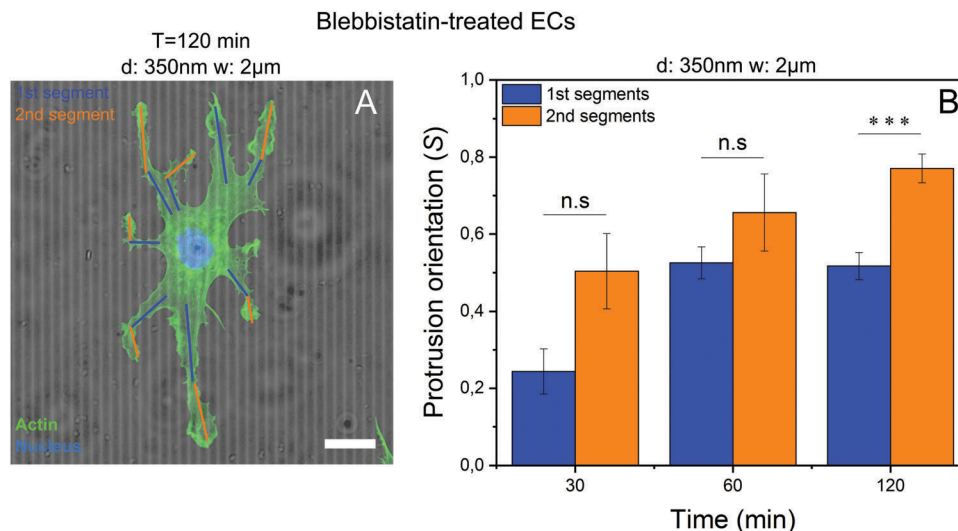 Blebbistatin-treated ECs
T=120 min
d: 350nm w: 2µm
1st segment
2nd segment
A
Actin
Nucleus
d: 350nm w: 2µm
B
1st segments
2nd segments
n.s
n.s
***
Protrusion orientation (S)
1,0
0,8
0,6
0,4
0,2
0,0
30
60
120
Time (min)